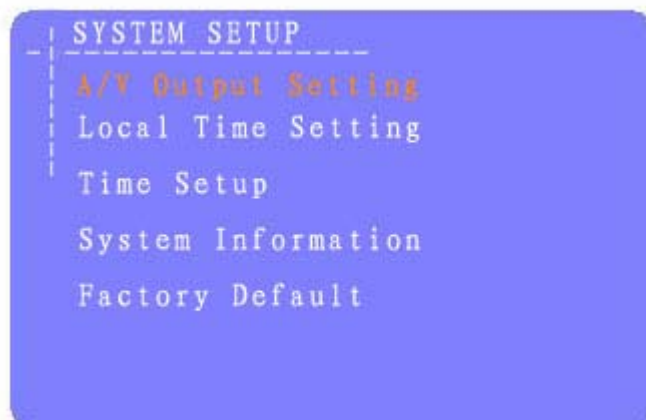 SYSTEM SETUP
A/V Output Setting
Local Time Setting
Time Setup
System Information
Factory Default